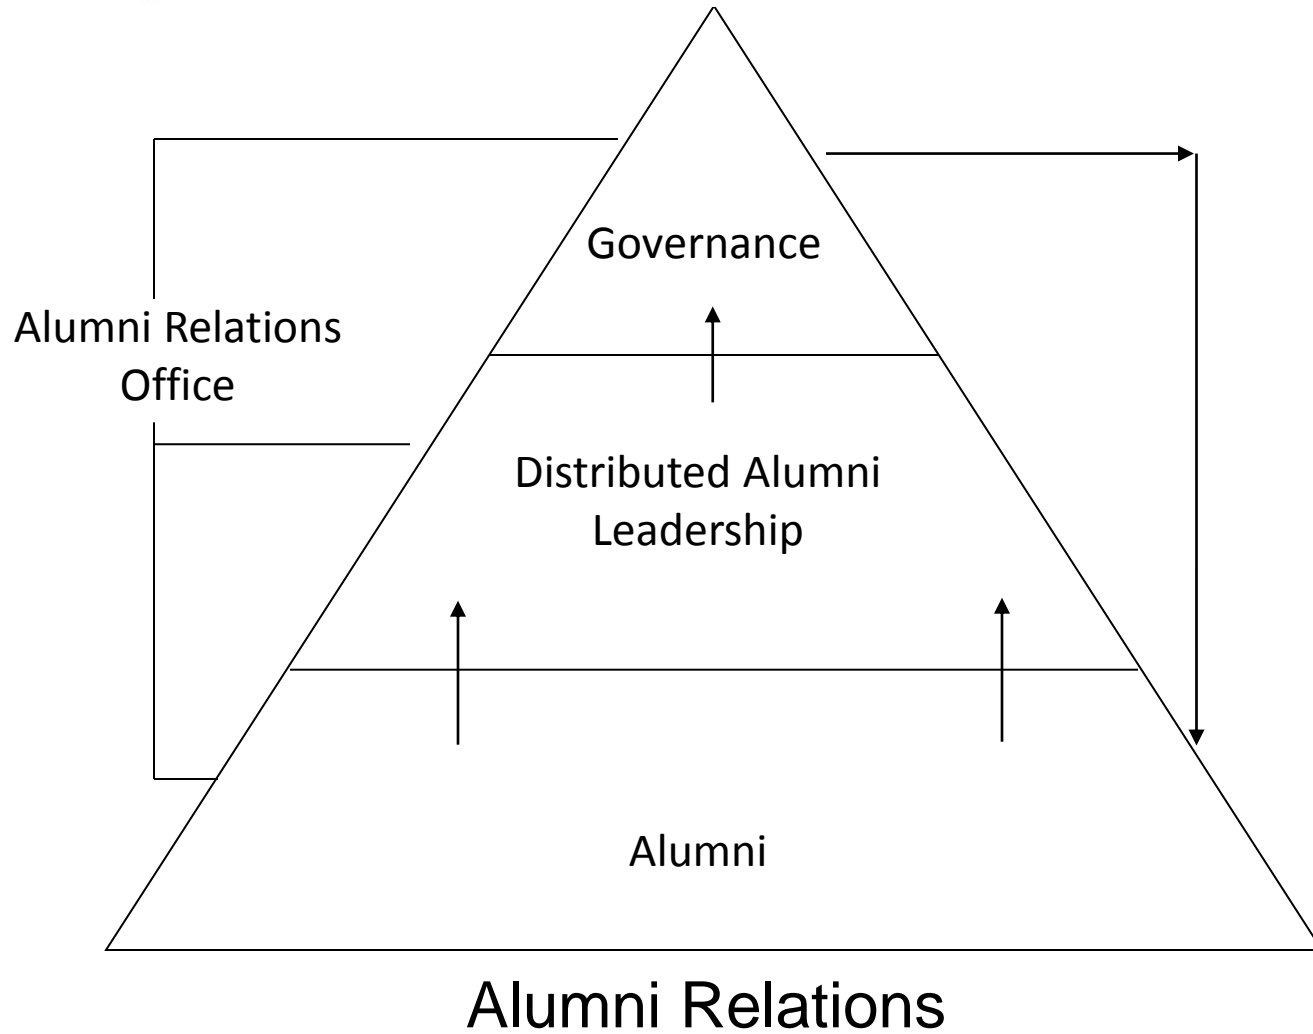 Governance
Alumni Relations
Office
Distributed Alumni
Leadership
Alumni
Alumni Relations